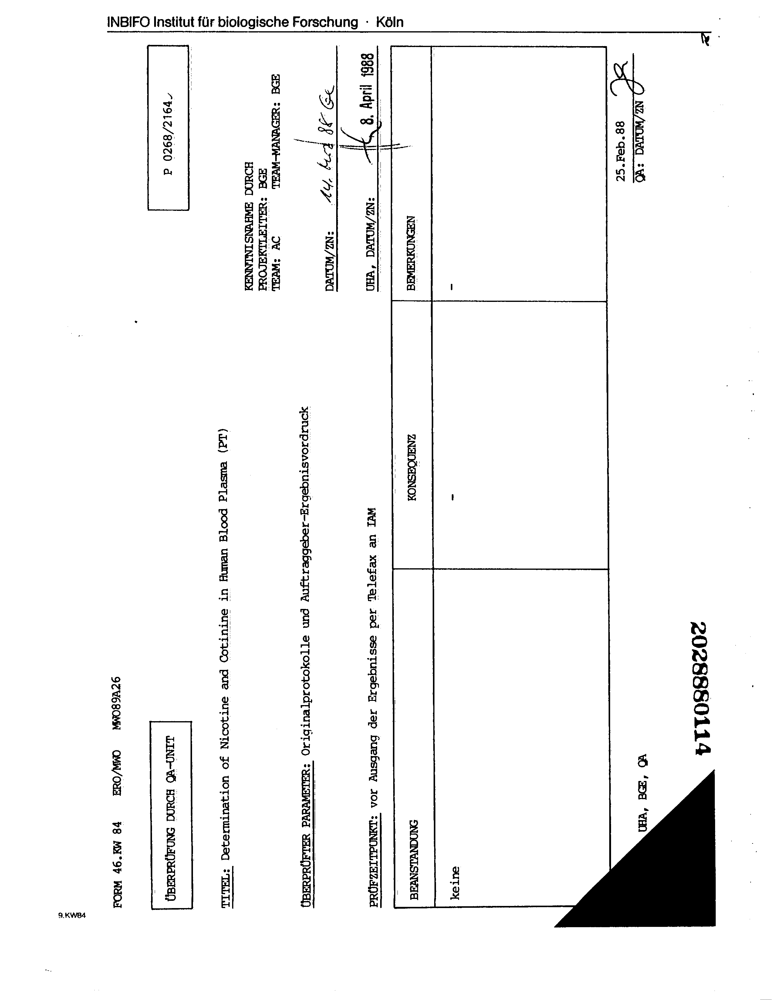 INBIFO Institut für biologische Forschung · Köln
FORM 46.KW 84 ERO/MWO MWO89A26
ÜBERPRÜFUNG DURCH QA-UNIT
P 0268/2164
TITEL: Determination of Nicotine and Cotinine in Human Blood Plasma (PT)
KENNTNISNAHME DURCH
PROJEKTLEITER: BGE
TEAM: AC TEAM-MANAGER: BGE
ÜBERPRÜFTER PARAMETER: Originalprotokolle und Auftraggeber-Ergebnisvordruck
DATUM/ZN: 14. 88 Ge
PRÜFZEITPUNKT: vor Ausgang der Ergebnisse per Telefax an IAM
UHA, DATUM/ZN: 8. April 1988
BEANSTANDUNG KONSEQUENZ BEMERKUNGEN
keine - -
25.Feb.88
QA: DATUM/ZN
UHA, BGE, QA
2028880114
9.KW84